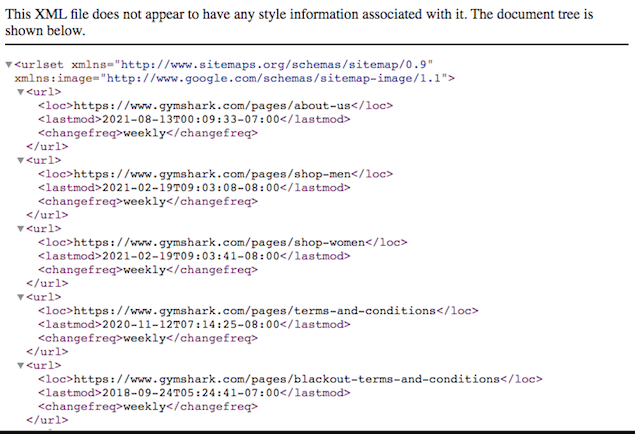 This XML file does not appear to have any style information associated with it. The document tree is
shown below.
▼<urlset xmlns="http://www.sitemaps.org/schemas/sitemap/0.9"
xmlns:image="http://www.google.com/schemas/sitemap-image/1.1">
▼<url>
<loc>https://www.gymshark.com/pages/about-us</loc>
<lastmod>2021-08-13T00:09:33-07:00</lastmod>
<changefreq>weekly</changefreq>
</url>
▼<url>
<loc>https://www.gymshark.com/pages/shop-men</loc>
<lastmod>2021-02-19T09:03:08-08:00</lastmod>
<changefreq>weekly</changefreq>
</url>
▼<url>
<loc>https://www.gymshark.com/pages/shop-women</loc>
<lastmod>2021-02-19T09:03:41-08:00</lastmod>
<changefreq>weekly</changefreq>
</url>
▼<url>
<loc>https://www.gymshark.com/pages/terms-and-conditions</loc>
<lastmod>2020-11-12T07:14:25-08:00</lastmod>
<changefreq>weekly</changefreq>
</url>
▼<url>
<loc>https://www.gymshark.com/pages/blackout-terms-and-conditions</loc>
<lastmod>2018-09-24T05:24:41-07:00</lastmod>
<changefreq>weekly</changefreq>
</url>